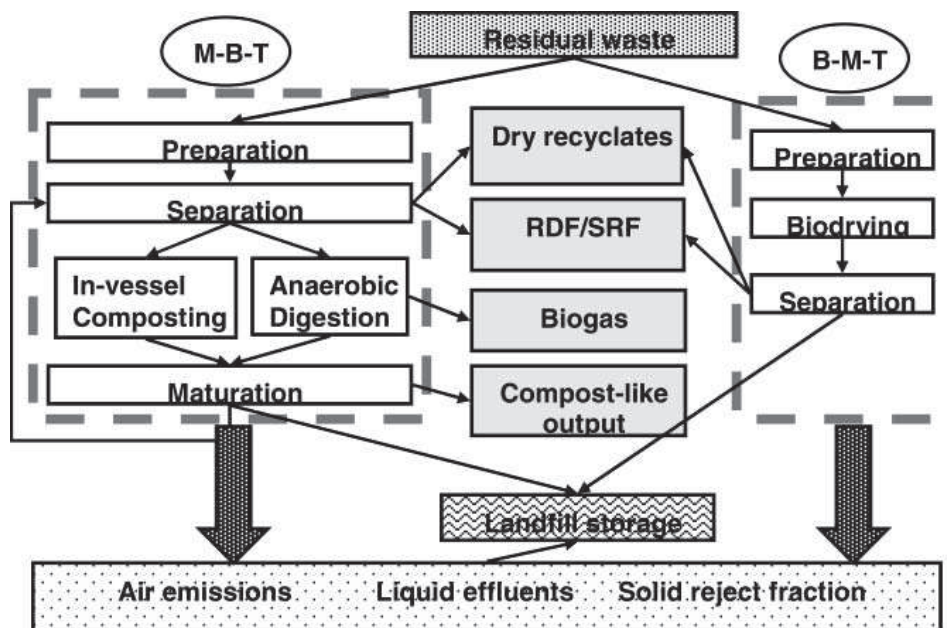 Residual waste
M-B-T
B-M-T
Preparation
Separation
In-vessel
Composting
Anaerobic
Digestion
Maturation
Dry recyclates
RDF/SRF
Biogas
Compost-like
output
Preparation
Biodrying
Separation
Landfill storage
Air emissions
Liquid effluents
Solid reject fraction